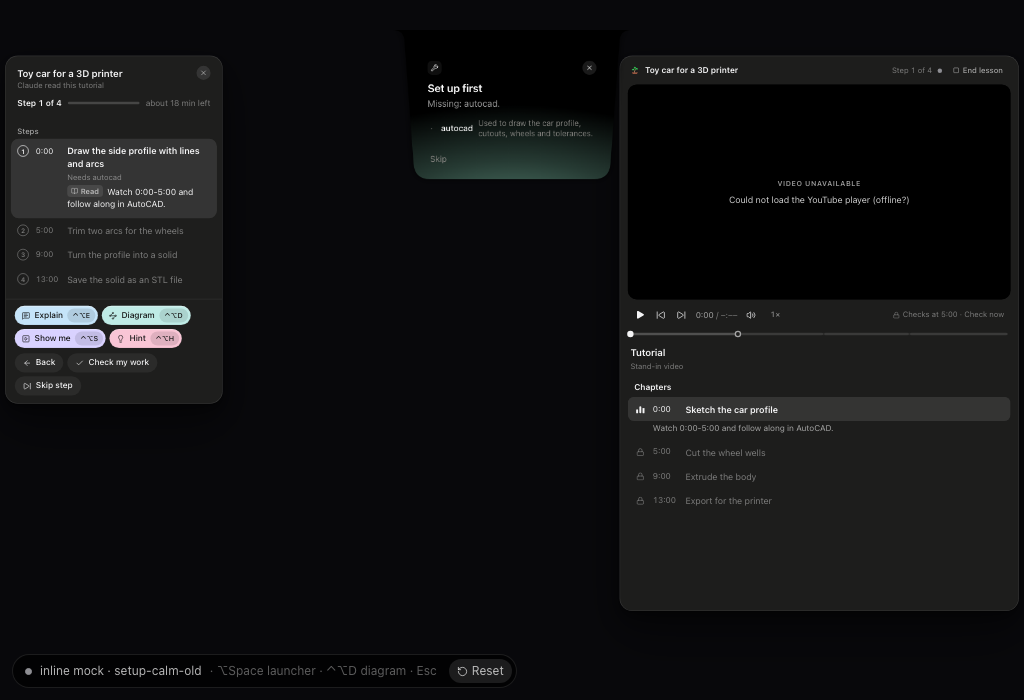 Toy car for a 3D printer
Claude read this tutorial
Step 1 of 4
about 18 min left
Steps
1 0:00 Draw the side profile with lines
and arcs
Needs autocad
Read Watch 0:00-5:00 and
follow along in AutoCAD.
2 5:00 Trim two arcs for the wheels
3 9:00 Turn the profile into a solid
4 13:00 Save the solid as an STL file
Explain ^⌥E
Diagram ^⌥D
Show me ^⌥S
Hint ^⌥H
Back
Check my work
Skip step
Set up first
Missing: autocad.
· autocad Used to draw the car profile,
cutouts, wheels and tolerances.
Skip
Toy car for a 3D printer
Step 1 of 4
End lesson
VIDEO UNAVAILABLE
Could not load the YouTube player (offline?)
0:00 / –:––
1×
Checks at 5:00 · Check now
Tutorial
Stand-in video
Chapters
0:00 Sketch the car profile
Watch 0:00-5:00 and follow along in AutoCAD.
5:00 Cut the wheel wells
9:00 Extrude the body
13:00 Export for the printer
inline mock · setup-calm-old · ⌥Space launcher · ^⌥D diagram · Esc
Reset